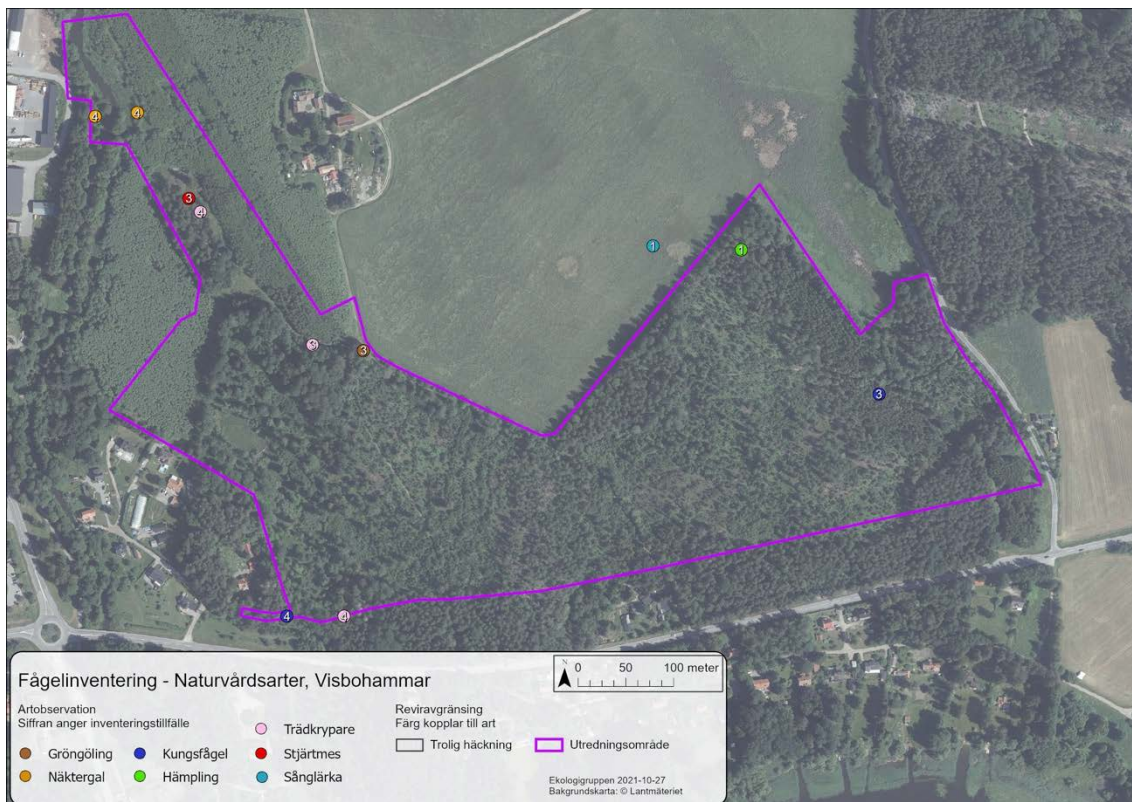 4
4
3
4
1
1
3
3
3
4
4
Fågelinventering - Naturvårdsarter, Visbohammar
Artobservation
Siffran anger inventeringstillfälle
Gröngöling
Näktergal
Kungsfågel
Hämpling
Trädkrypare
Stjärtmes
Sånglärka
Reviravgränsing
Färg kopplar till art
Trolig häckning
Utredningsområde
N
0 50 100 meter
Ekologigruppen 2021-10-27
Bakgrundskarta: © Lantmäteriet